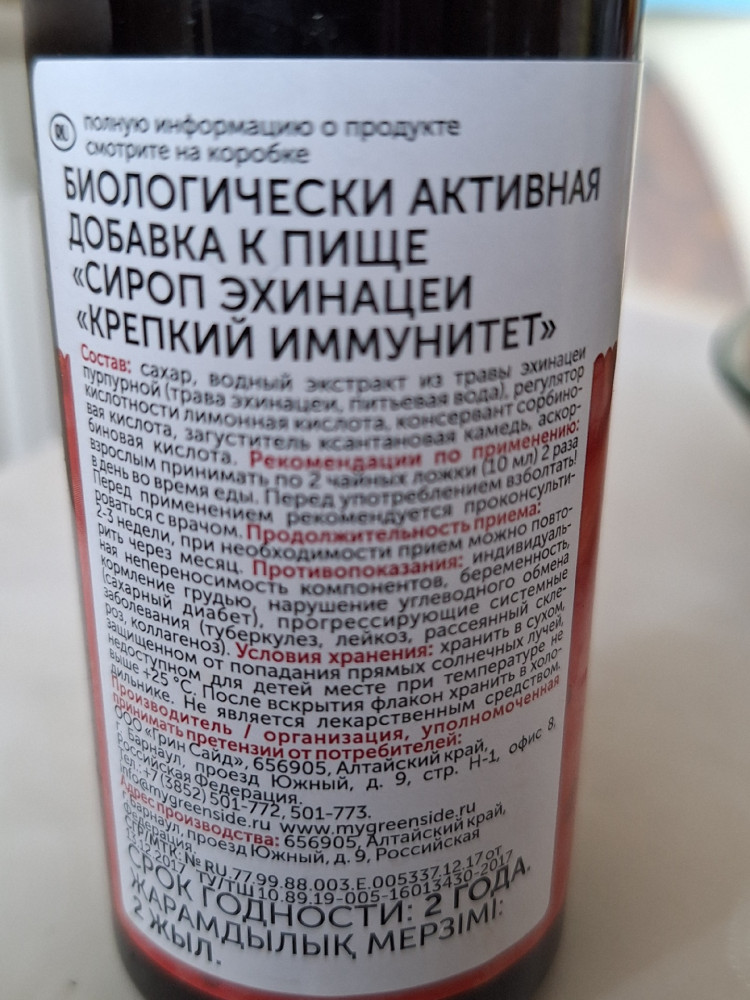 RU полную информацию о продукте
смотрите на коробке
БИОЛОГИЧЕСКИ АКТИВНАЯ
ДОБАВКА К ПИЩЕ
«СИРОП ЭХИНАЦЕИ
«КРЕПКИЙ ИММУНИТЕТ»
Состав: сахар, водный экстракт из травы эхинацеи
пурпурной (трава эхинацеи, питьевая вода), регулятор
кислотности лимонная кислота, консервант сорбино-
вая кислота, загуститель ксантановая камедь, аскор-
биновая кислота. Рекомендации по применению:
взрослым принимать по 2 чайных ложки (10 мл) 2 раза
в день во время еды. Перед употреблением взболтать!
Перед применением рекомендуется проконсульти-
роваться с врачом. Продолжительность приема:
2-3 недели, при необходимости прием можно повто-
рить через месяц. Противопоказания: индивидуаль-
ная непереносимость компонентов, беременность,
кормление грудью, нарушение углеводного обмена
(сахарный диабет), прогрессирующие системные
заболевания (туберкулез, лейкоз, рассеянный скле-
роз, коллагеноз). Условия хранения: хранить в сухом,
защищенном от попадания прямых солнечных лучей,
недоступном для детей месте при температуре не
выше +25 °C. После вскрытия флакон хранить в холо-
дильнике. Не является лекарственным средством.
Производитель / организация, уполномоченная
принимать претензии от потребителей:
ООО «Грин Сайд», 656905, Алтайский край,
г. Барнаул, проезд Южный, д. 9, стр. Н-1, офис 8,
Российская Федерация.
Тел.: +7 (3852) 501-772, 501-773.
info@mygreenside.ru www.mygreenside.ru
Адрес производства: 656905, Алтайский край,
г. Барнаул, проезд Южный, д. 9, Российская
Федерация.
№ RU.77.99.88.003.E.005337.12.17 от
.12.2017 ТУ/ТШ 10.89.19-005-16013430-2017
СРОК ГОДНОСТИ: 2 ГОДА.
ЖАРАМДЫЛЫҚ МЕРЗІМІ:
2 ЖЫЛ.